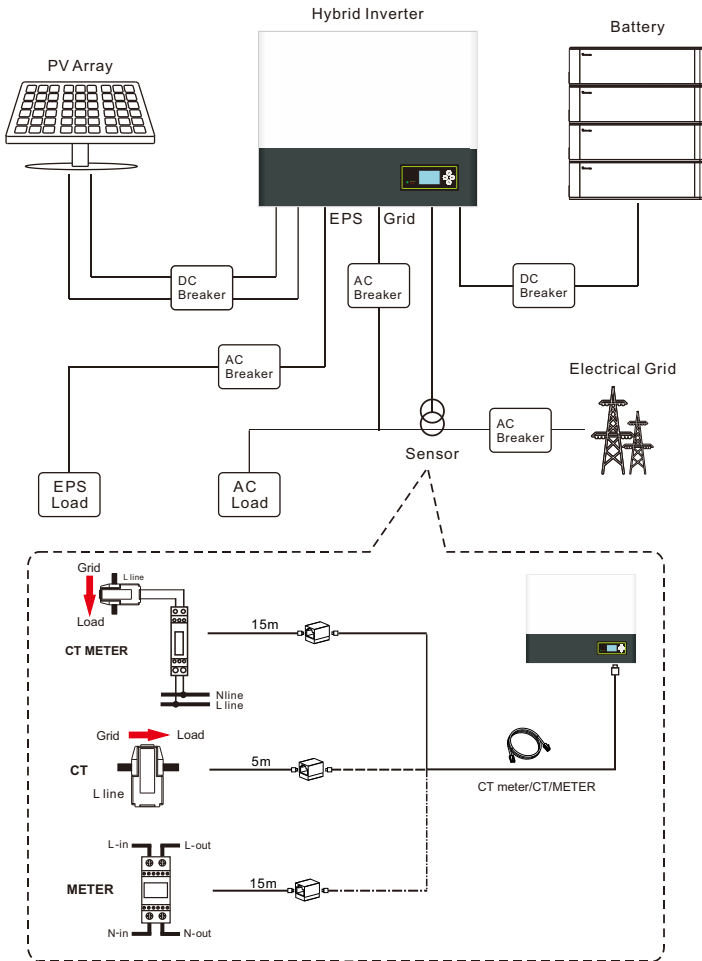 Hybrid Inverter
Battery
PV Array
EPS Grid
DC
Breaker
AC
Breaker
DC
Breaker
AC
Breaker
Electrical Grid
AC
Breaker
Sensor
EPS
Load
AC
Load
Grid
L line
Load
15m
CT METER
Nline
L line
Grid
Load
CT
5m
L line
CT meter/CT/METER
L-in
L-out
METER
15m
N-in
N-out